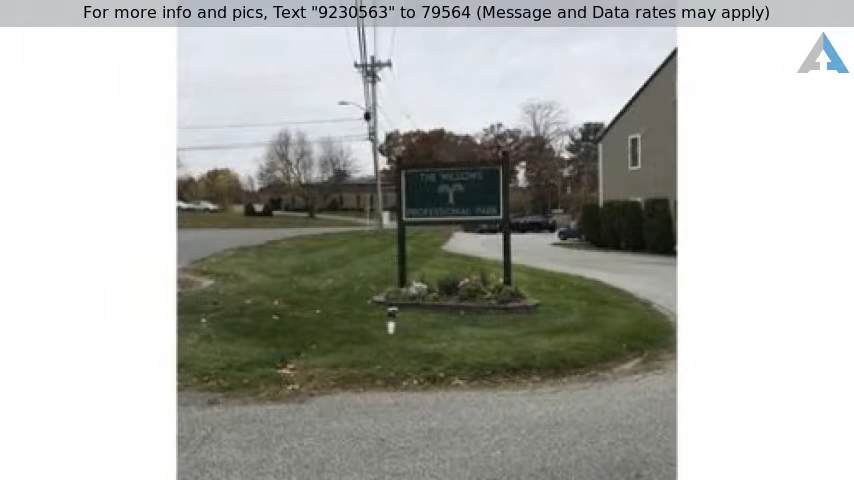 For more info and pics, Text "9230563" to 79564 (Message and Data rates may apply)
THE WILLOWS
PROFESSIONAL PARK